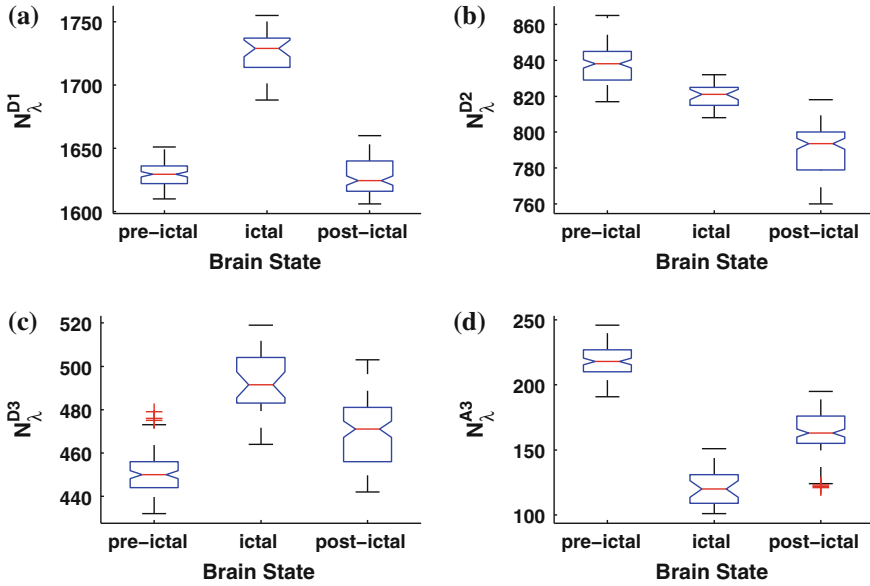 (a)
1750
1700
1650
1600
N_λ^{D1}
pre-ictal ictal post-ictal
Brain State
(b)
860
840
820
800
780
760
N_λ^{D2}
pre-ictal ictal post-ictal
Brain State
(c)
520
500
480
460
440
N_λ^{D3}
pre-ictal ictal post-ictal
Brain State
(d)
250
200
150
100
N_λ^{A3}
pre-ictal ictal post-ictal
Brain State